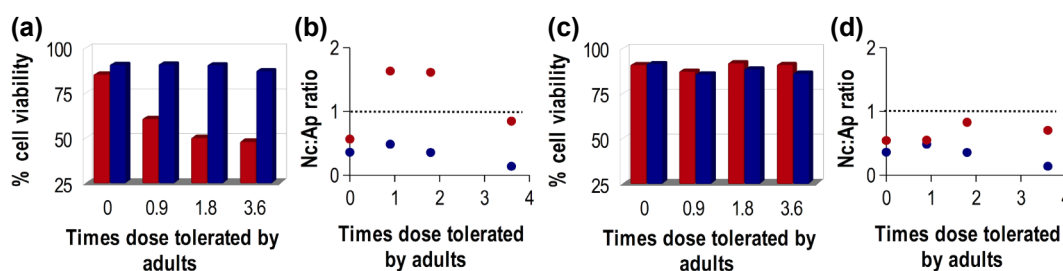 (a)
% cell viability
100
75
50
25
0 0.9 1.8 3.6
Times dose tolerated by
adults
(b)
Nc:Ap ratio
2
1
0
0 1 2 3 4
Times dose tolerated
by adults
(c)
% cell viability
100
75
50
25
0 0.9 1.8 3.6
Times dose tolerated by
adults
(d)
Nc:Ap ratio
2
1
0
0 1 2 3 4
Times dose tolerated
by adults